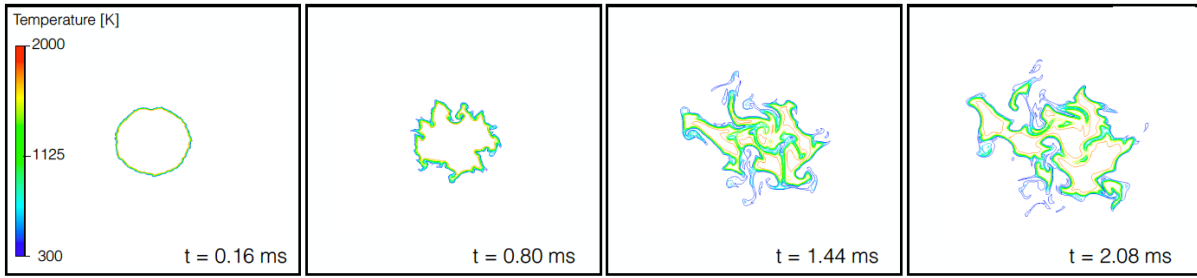 Temperature [K]
2000
1125
300
t = 0.16 ms
t = 0.80 ms
t = 1.44 ms
t = 2.08 ms